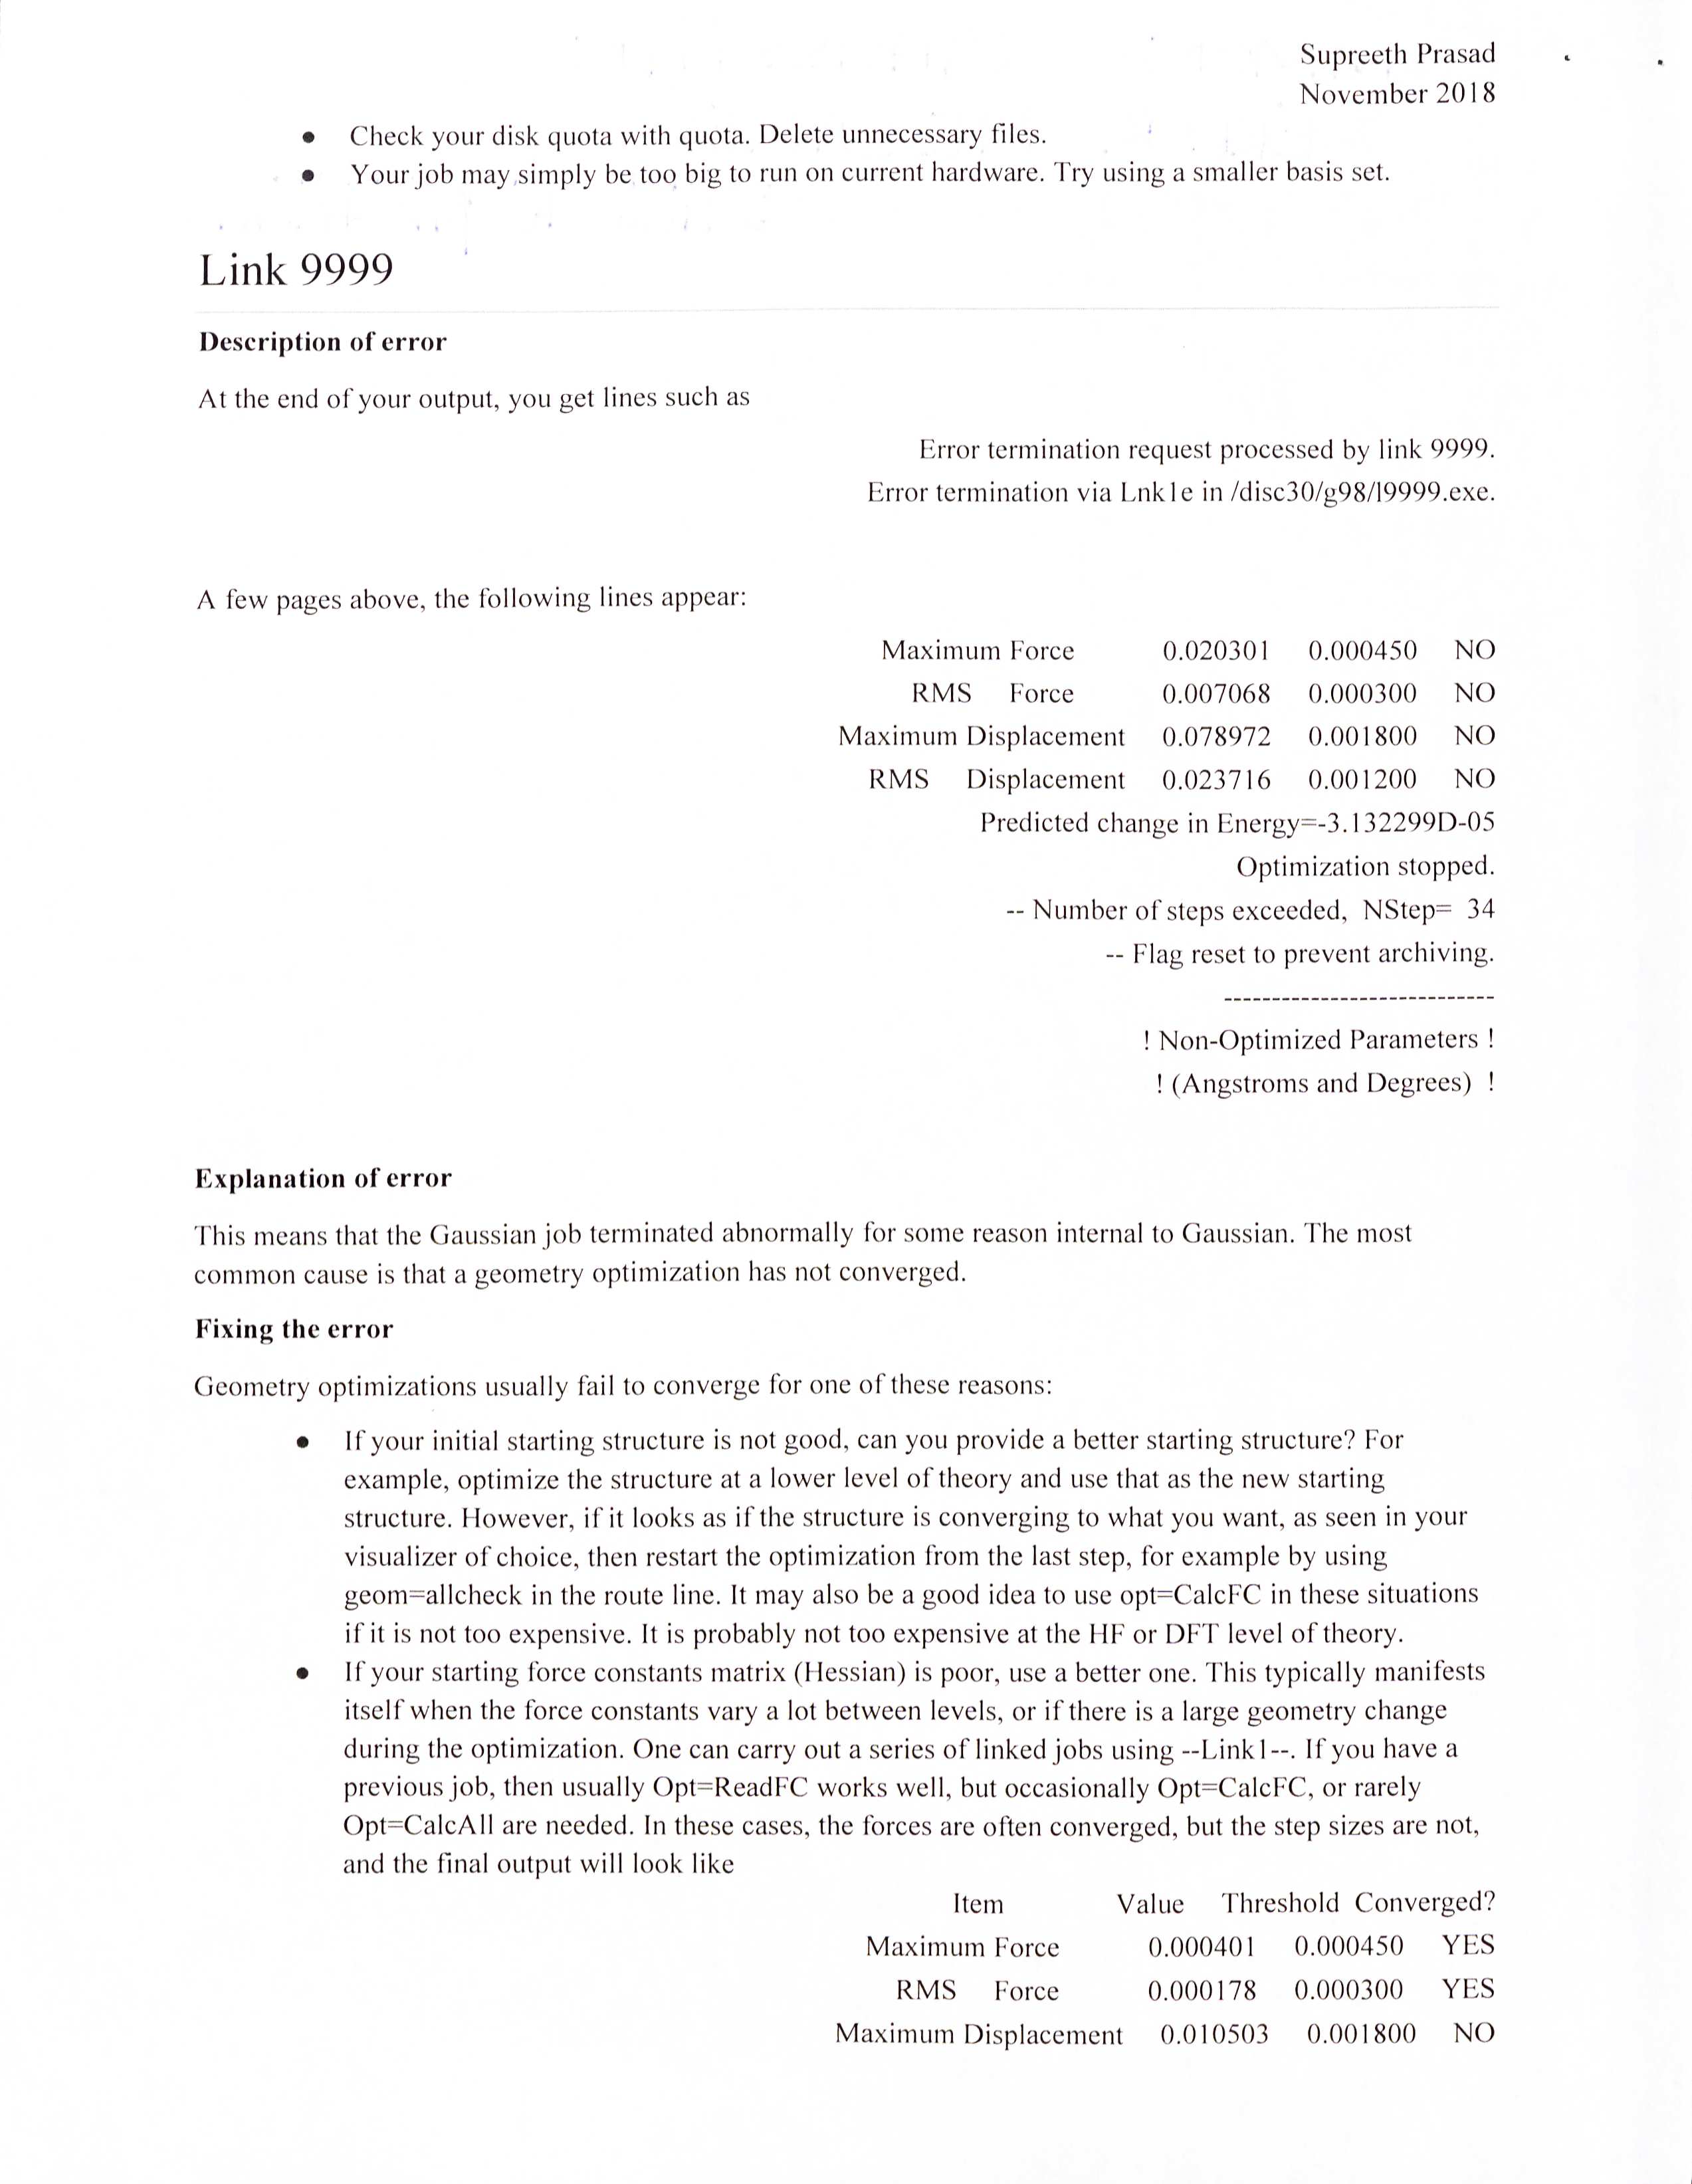 Supreeth Prasad
November 2018
• Check your disk quota with quota. Delete unnecessary files.
• Your job may simply be too big to run on current hardware. Try using a smaller basis set.
Link 9999
Description of error
At the end of your output, you get lines such as
Error termination request processed by link 9999.
Error termination via Lnk1e in /disc30/g98/l9999.exe.
A few pages above, the following lines appear:
Maximum Force 0.020301 0.000450 NO
RMS Force 0.007068 0.000300 NO
Maximum Displacement 0.078972 0.001800 NO
RMS Displacement 0.023716 0.001200 NO
Predicted change in Energy=-3.132299D-05
Optimization stopped.
-- Number of steps exceeded, NStep= 34
-- Flag reset to prevent archiving.
----------------------------
! Non-Optimized Parameters !
! (Angstroms and Degrees) !
Explanation of error
This means that the Gaussian job terminated abnormally for some reason internal to Gaussian. The most
common cause is that a geometry optimization has not converged.
Fixing the error
Geometry optimizations usually fail to converge for one of these reasons:
• If your initial starting structure is not good, can you provide a better starting structure? For
example, optimize the structure at a lower level of theory and use that as the new starting
structure. However, if it looks as if the structure is converging to what you want, as seen in your
visualizer of choice, then restart the optimization from the last step, for example by using
geom=allcheck in the route line. It may also be a good idea to use opt=CalcFC in these situations
if it is not too expensive. It is probably not too expensive at the HF or DFT level of theory.
• If your starting force constants matrix (Hessian) is poor, use a better one. This typically manifests
itself when the force constants vary a lot between levels, or if there is a large geometry change
during the optimization. One can carry out a series of linked jobs using --Link1--. If you have a
previous job, then usually Opt=ReadFC works well, but occasionally Opt=CalcFC, or rarely
Opt=CalcAll are needed. In these cases, the forces are often converged, but the step sizes are not,
and the final output will look like
Item Value Threshold Converged?
Maximum Force 0.000401 0.000450 YES
RMS Force 0.000178 0.000300 YES
Maximum Displacement 0.010503 0.001800 NO